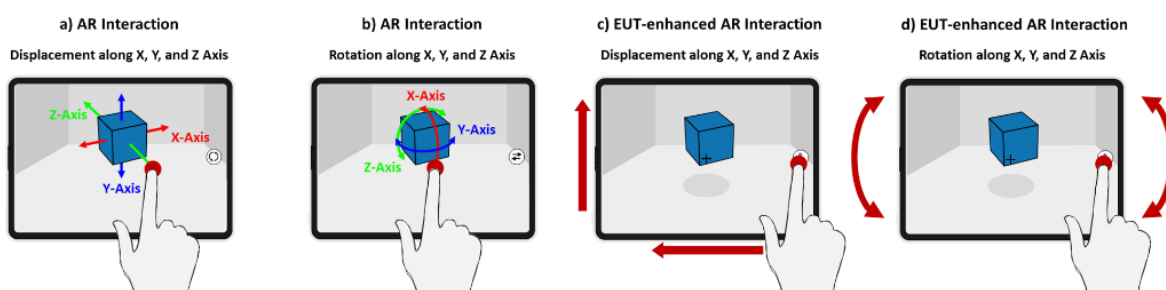 a) AR Interaction
Displacement along X, Y, and Z Axis
Z-Axis
X-Axis
Y-Axis
b) AR Interaction
Rotation along X, Y, and Z Axis
X-Axis
Y-Axis
Z-Axis
c) EUT-enhanced AR Interaction
Displacement along X, Y, and Z Axis
d) EUT-enhanced AR Interaction
Rotation along X, Y, and Z Axis